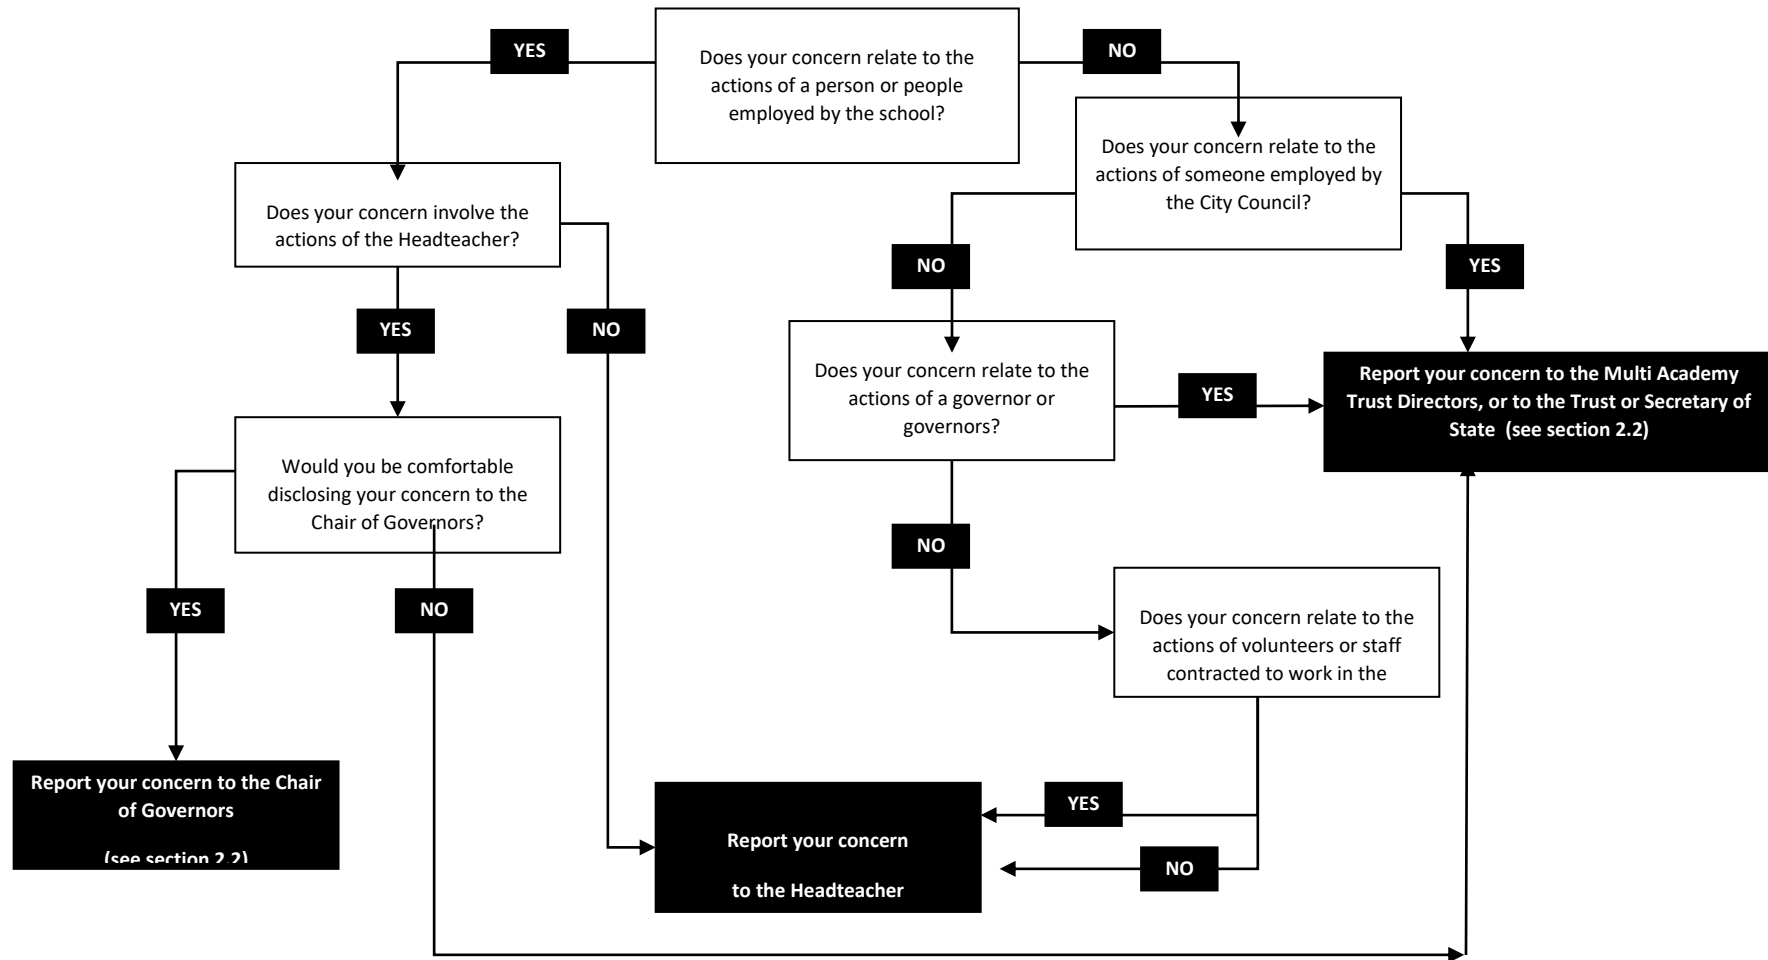 YES
Does your concern relate to the
actions of a person or people
employed by the school?
NO
Does your concern relate to the
actions of someone employed by
the City Council?
Does your concern involve the
actions of the Headteacher?
NO
YES
YES
NO
Does your concern relate to the
actions of a governor or
governors?
YES
Report your concern to the Multi Academy
Trust Directors, or to the Trust or Secretary of
State (see section 2.2)
Would you be comfortable
disclosing your concern to the
Chair of Governors?
NO
YES
NO
Does your concern relate to the
actions of volunteers or staff
contracted to work in the
Report your concern to the Chair
of Governors
(see section 2.2)
YES
Report your concern
to the Headteacher
NO